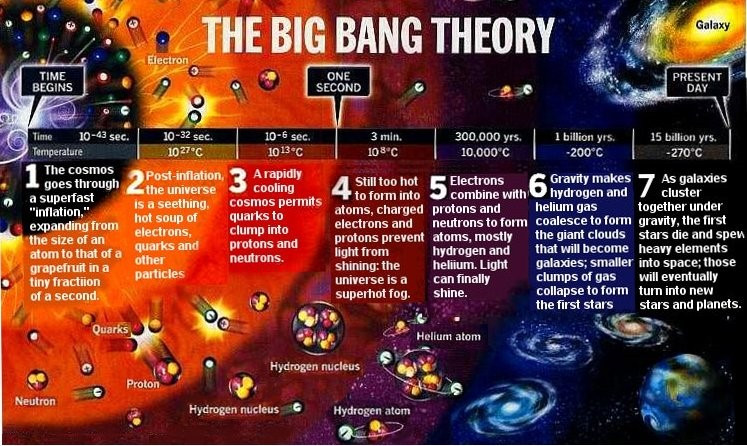 THE BIG BANG THEORY
Galaxy
Electron
TIME
BEGINS
ONE
SECOND
PRESENT
DAY
Time 10-43 sec. 10-32 sec. 10-6 sec. 3 min. 300,000 yrs. 1 billion yrs. 15 billion yrs.
Temperature 1027°C 1013°C 108°C 10,000°C -200°C -270°C
1 The cosmos
goes through
a superfast
"inflation,"
expanding from
the size of an
atom to that of a
grapefruit in a
tiny fractiion
of a second.
2 Post-inflation,
the universe
is a seething,
hot soup of
electrons,
quarks and
other
particles
3 A rapidly
cooling
cosmos permits
quarks to
clump into
protons and
neutrons.
4 Still too hot
to form into
atoms, charged
electrons and
protons prevent
light from
shining: the
universe is a
superhot fog.
5 Electrons
combine with
protons and
neutrons to form
atoms, mostly
hydrogen and
heliium. Light
can finally
shine.
6 Gravity makes
hydrogen and
helium gas
coalesce to form
the giant clouds
that will become
galaxies; smaller
clumps of gas
collapse to form
the first stars
7 As galaxies
cluster
together under
gravity, the first
stars die and spew
heavy elements
into space; those
will eventually
turn into new
stars and planets.
Quarks
Helium atom
Hydrogen nucleus
Proton
Neutron
Hydrogen nucleus
Hydrogen atom